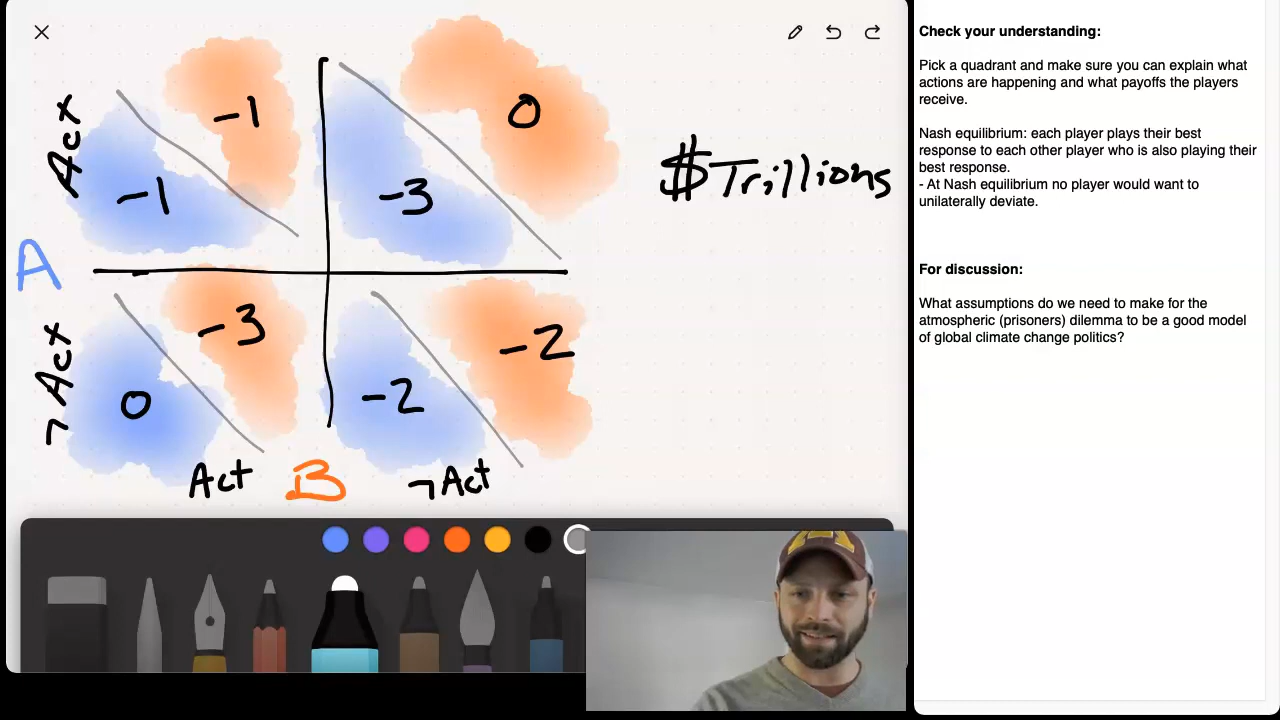 Act
-1
-1
-3
0
$Trillions
A
¬Act
0
-3
-2
-2
Act
B
¬Act
Check your understanding:
Pick a quadrant and make sure you can explain what
actions are happening and what payoffs the players
receive.
Nash equilibrium: each player plays their best
response to each other player who is also playing their
best response.
- At Nash equilibrium no player would want to
unilaterally deviate.
For discussion:
What assumptions do we need to make for the
atmospheric (prisoners) dilemma to be a good model
of global climate change politics?